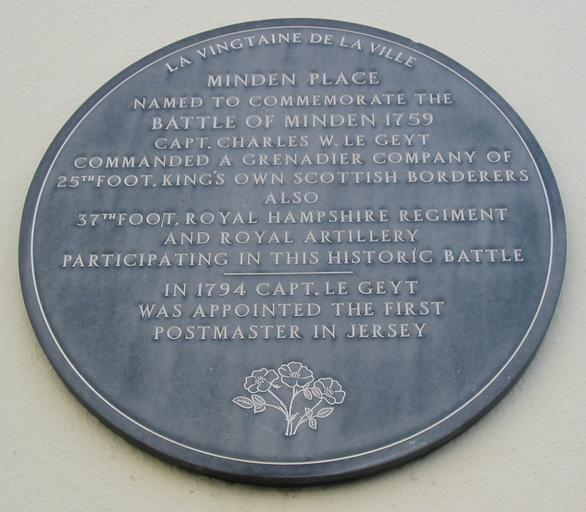 LA VINGTAINE DE LA VILLE
MINDEN PLACE
NAMED TO COMMEMORATE THE
BATTLE OF MINDEN 1759
CAPT. CHARLES W. LE GEYT
COMMANDED A GRENADIER COMPANY OF
25TH FOOT. KING'S OWN SCOTTISH BORDERERS
ALSO
37TH FOOT. ROYAL HAMPSHIRE REGIMENT
AND ROYAL ARTILLERY
PARTICIPATING IN THIS HISTORIC BATTLE
IN 1794 CAPT. LE GEYT
WAS APPOINTED THE FIRST
POSTMASTER IN JERSEY